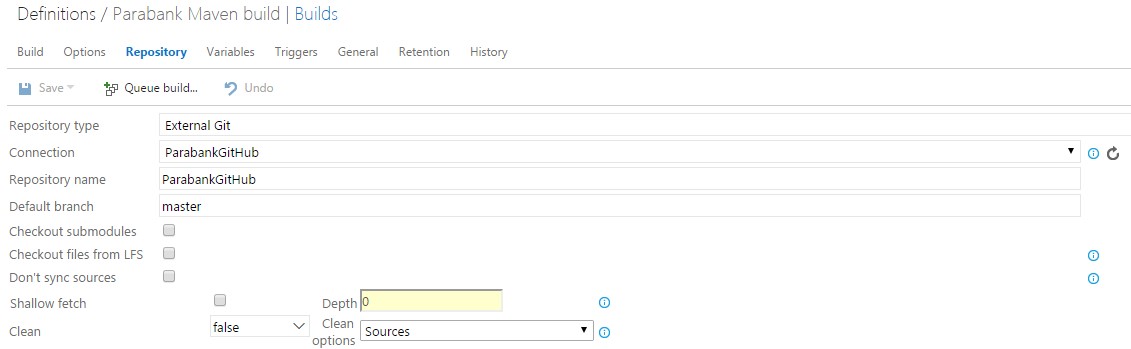 Definitions / Parabank Maven build | Builds
Build Options Repository Variables Triggers General Retention History
Save Queue build... Undo
Repository type External Git
Connection ParabankGitHub
Repository name ParabankGitHub
Default branch master
Checkout submodules
Checkout files from LFS
Don't sync sources
Shallow fetch Depth 0
Clean false Clean options Sources